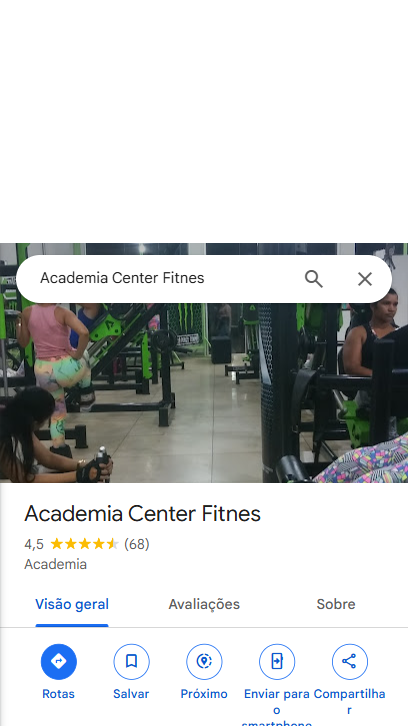 Academia Center Fitnes
Academia Center Fitnes
4,5 (68)
Academia
Visão geral
Avaliações
Sobre
Rotas
Salvar
Próximo
Enviar para
o
smartphone
Compartilha
r